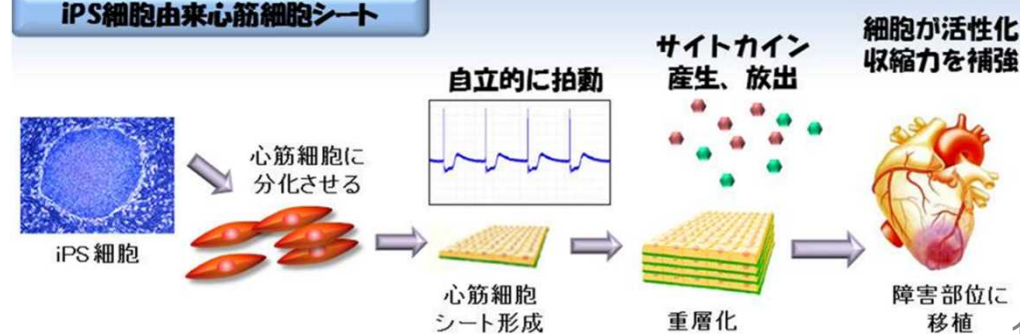 iPS細胞由来心筋細胞シート
細胞が活性化
収縮力を補強
サイトカイン
産生、放出
自立的に拍動
心筋細胞に
分化させる
iPS細胞
心筋細胞
シート形成
重層化
障害部位に
移植